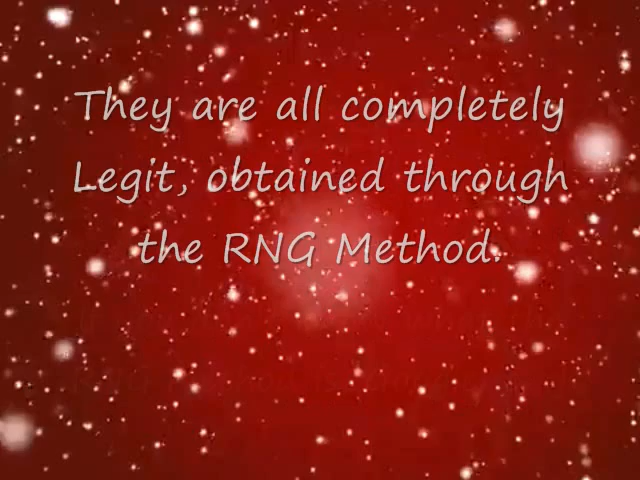 They are all completely
Legit, obtained through
the RNG Method.